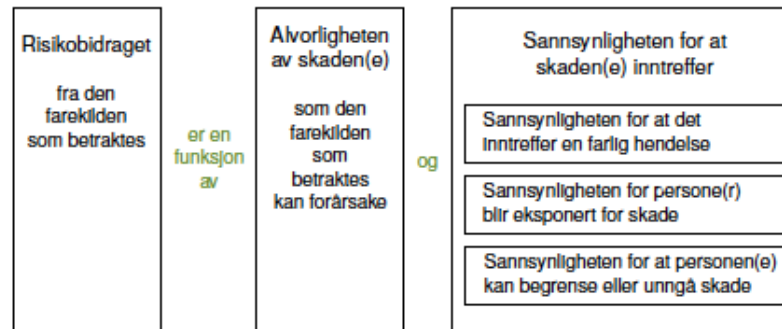 Risikobidraget
fra den
farekilden
som betraktes
er en
funksjon
av
Alvorligheten
av skaden(e)
som den
farekilden
som
betraktes
kan forårsake
og
Sannsynligheten for at
skaden(e) inntreffer
Sannsynligheten for at det
inntreffer en farlig hendelse
Sannsynligheten for persone(r)
blir eksponert for skade
Sannsynligheten for at personen(e)
kan begrense eller unngå skade